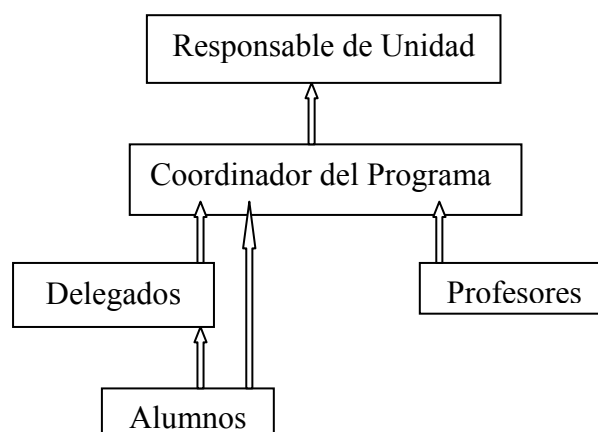 Responsable de Unidad
Coordinador del Programa
Delegados
Profesores
Alumnos